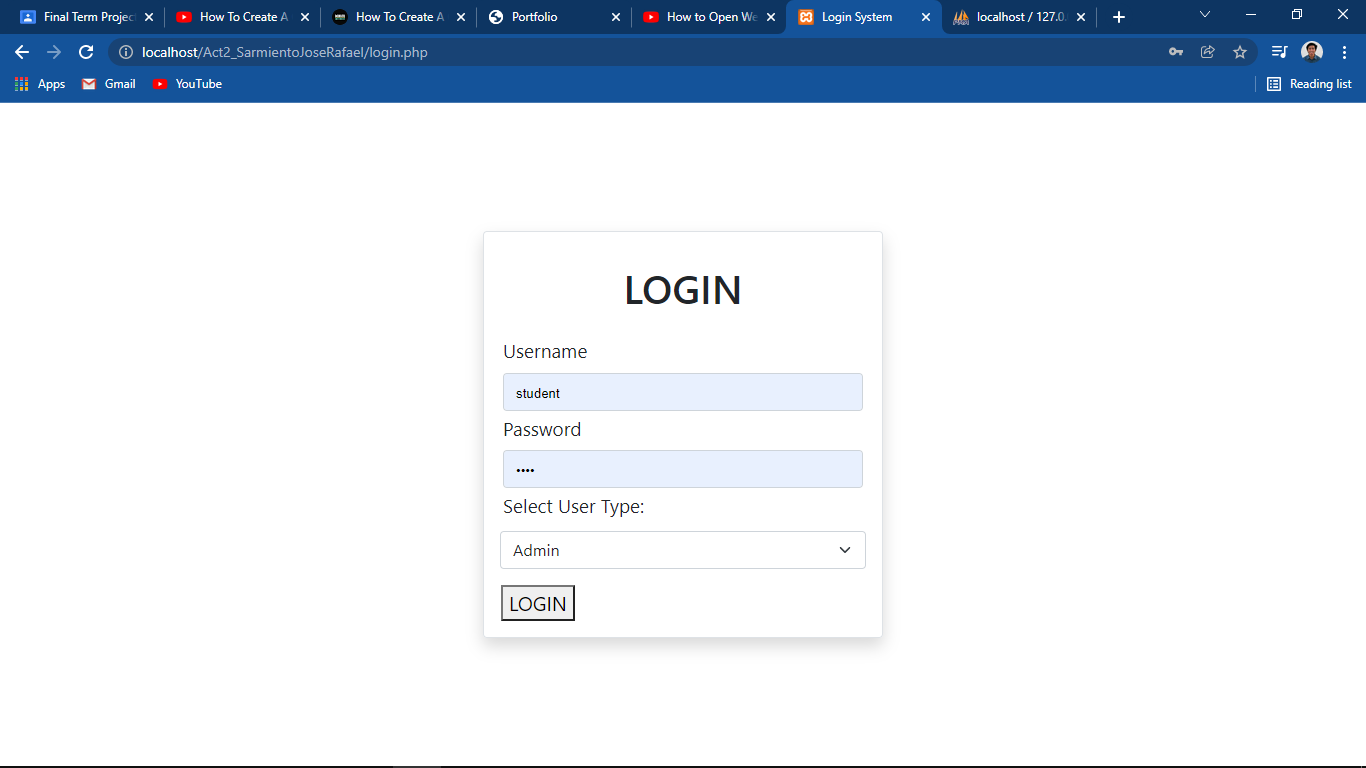 Final Term Projec
How To Create A
How To Create A
Portfolio
How to Open We
Login System
localhost / 127.0.
localhost/Act2_SarmientoJoseRafael/login.php
Apps
Gmail
YouTube
Reading list
LOGIN
Username
student
Password
••••
Select User Type:
Admin
LOGIN